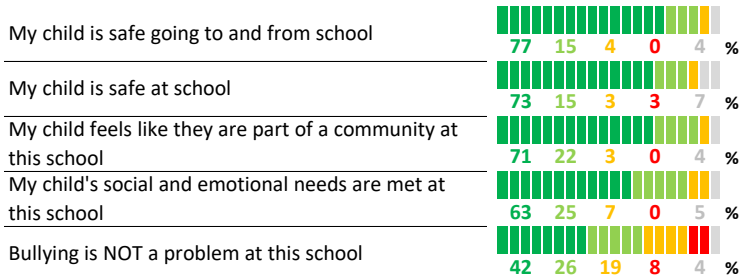 My child is safe going to and from school
77 15 4 0 4 %
My child is safe at school
73 15 3 3 7 %
My child feels like they are part of a community at
this school
71 22 3 0 4 %
My child's social and emotional needs are met at
this school
63 25 7 0 5 %
Bullying is NOT a problem at this school
42 26 19 8 4 %